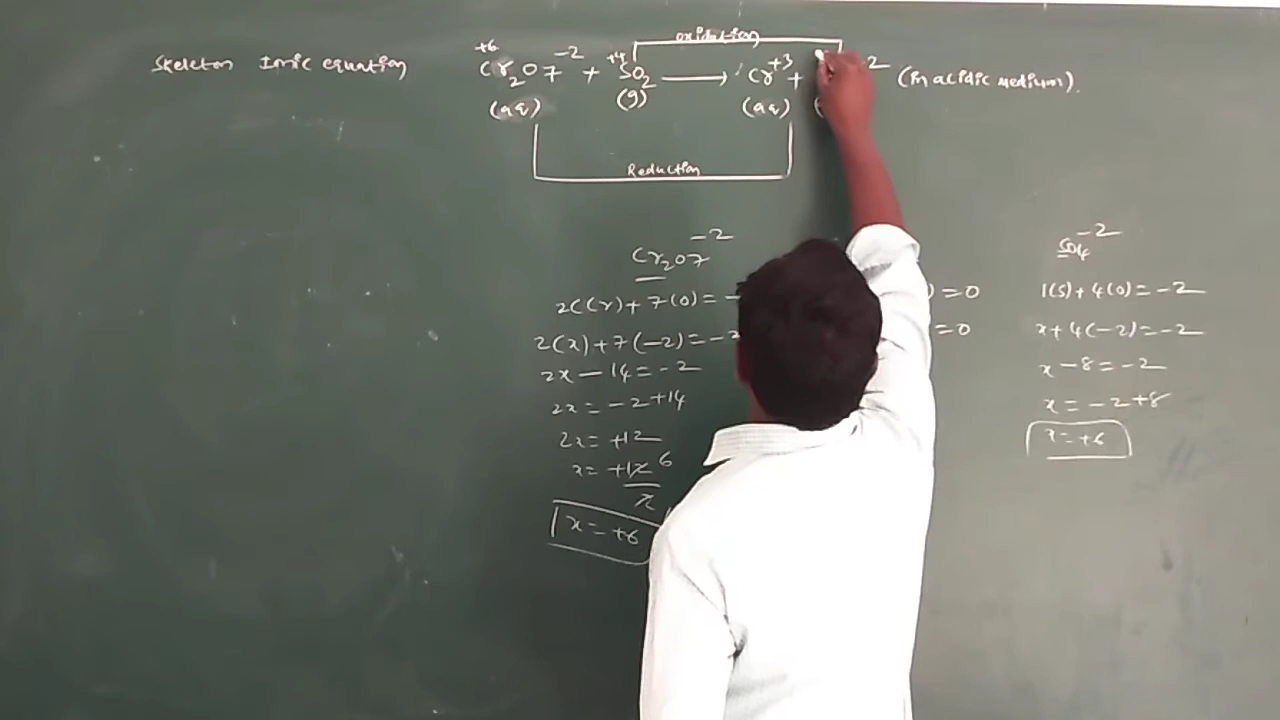 oxidation
Skeleton Ionic equation Cr₂O7⁻² + SO₂ ⟶ Cr⁺³ + ⁻² (in acidic medium).
+6 +4
(aq) (g) (aq)
Reduction
Cr₂O7⁻²
2(Cr)+7(O)=-
2(x)+7(-2)=-2
2x-14=-2
2x=-2+14
2x=+12
x=+12 6
2
x=+6
)=0
=0
SO4⁻²
1(S)+4(O)=-2
x+4(-2)=-2
x-8=-2
x=-2+8
x=+6